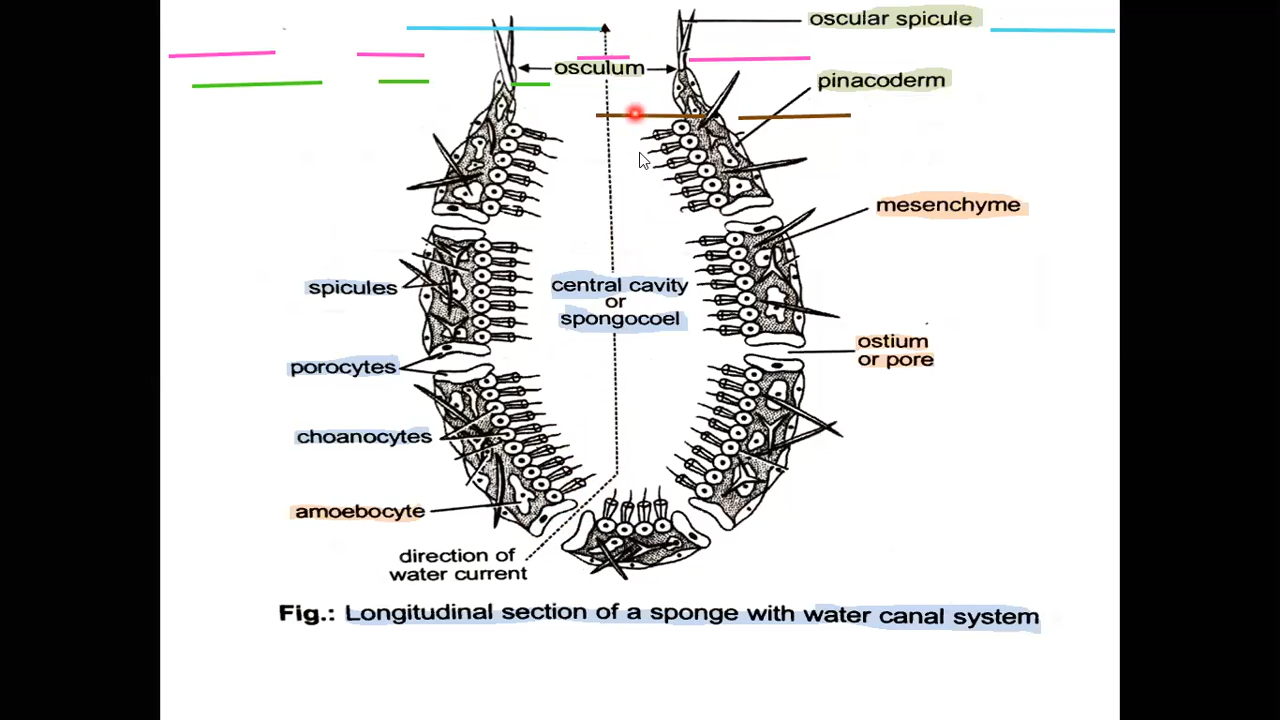 oscular spicule
osculum
pinacoderm
mesenchyme
spicules
central cavity
or
spongocoel
ostium
or pore
porocytes
choanocytes
amoebocyte
direction of
water current
Fig.: Longitudinal section of a sponge with water canal system